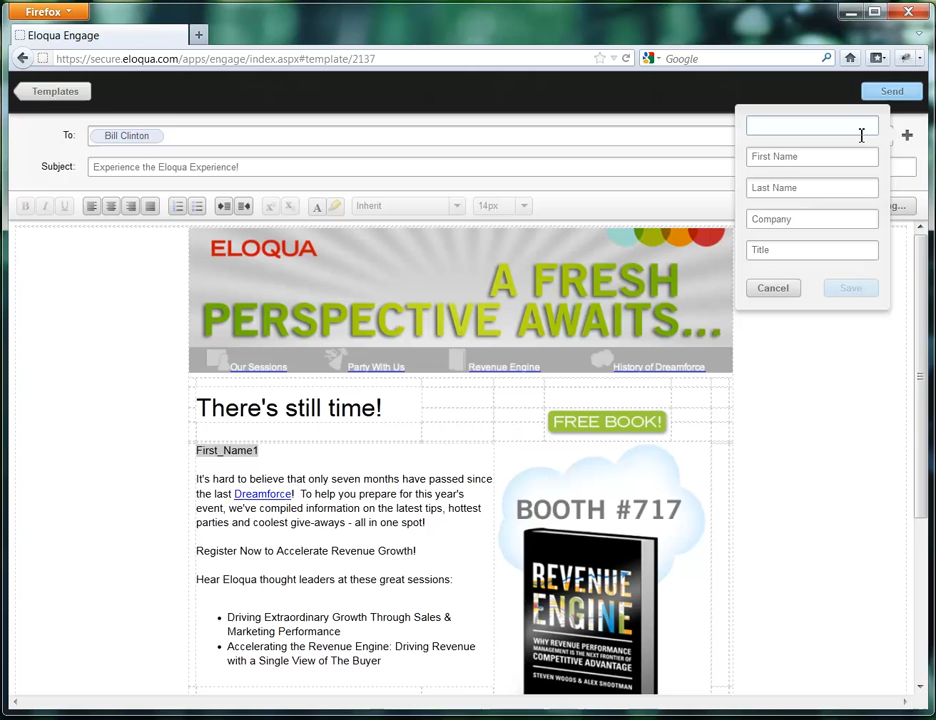 Firefox
Eloqua Engage
https://secure.eloqua.com/apps/engage/index.aspx#template/2137
Google
Templates
Send
To:
Bill Clinton
Subject:
Experience the Eloqua Experience!
First Name
Last Name
Company
Title
Cancel
Save
B I U
A
Inherit
14px
g...
ELOQUA
A FRESH
PERSPECTIVE AWAITS...
Our Sessions
Party With Us
Revenue Engine
History of Dreamforce
There's still time!
FREE BOOK!
First_Name1
It's hard to believe that only seven months have passed since
the last Dreamforce! To help you prepare for this year's
event, we've compiled information on the latest tips, hottest
parties and coolest give-aways - all in one spot!
Register Now to Accelerate Revenue Growth!
Hear Eloqua thought leaders at these great sessions:
Driving Extraordinary Growth Through Sales &
Marketing Performance
Accelerating the Revenue Engine: Driving Revenue
with a Single View of The Buyer
BOOTH #717
REVENUE
ENGINE
WHY REVENUE PERFORMANCE
MANAGEMENT IS THE NEXT FRONTIER OF
COMPETITIVE ADVANTAGE
STEVEN WOODS & ALEX SHOOTMAN